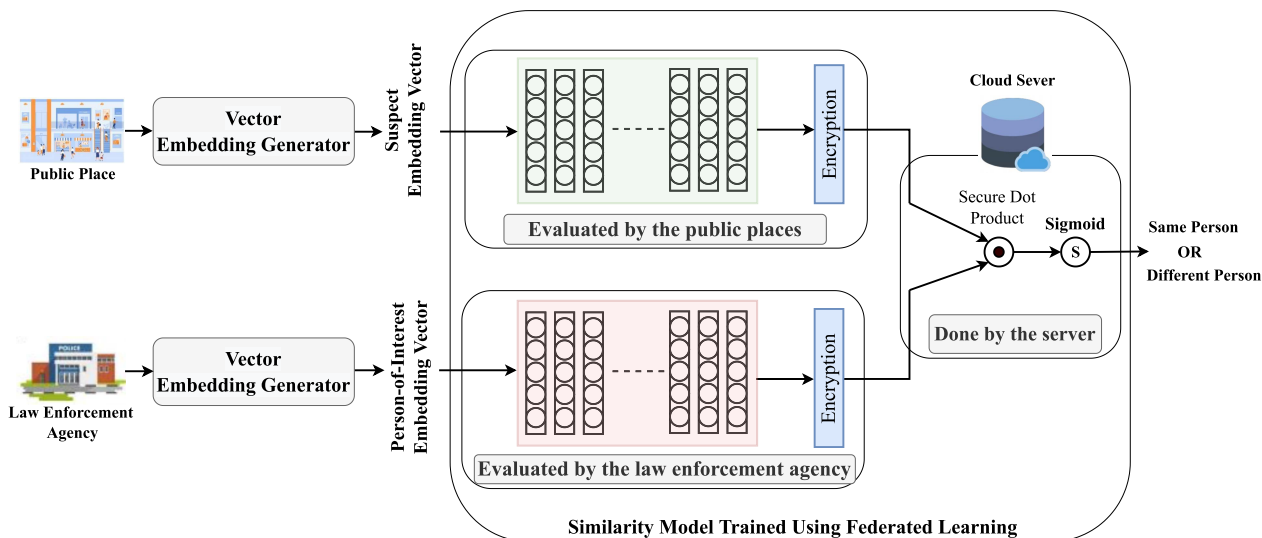 Public Place
Vector
Embedding Generator
Suspect
Embedding Vector
Evaluated by the public places
Encryption
Cloud Sever
Secure Dot
Product
Sigmoid
S
Done by the server
Same Person
OR
Different Person
POLICE
Law Enforcement
Agency
Vector
Embedding Generator
Person-of-Interest
Embedding Vector
Evaluated by the law enforcement agency
Encryption
Similarity Model Trained Using Federated Learning